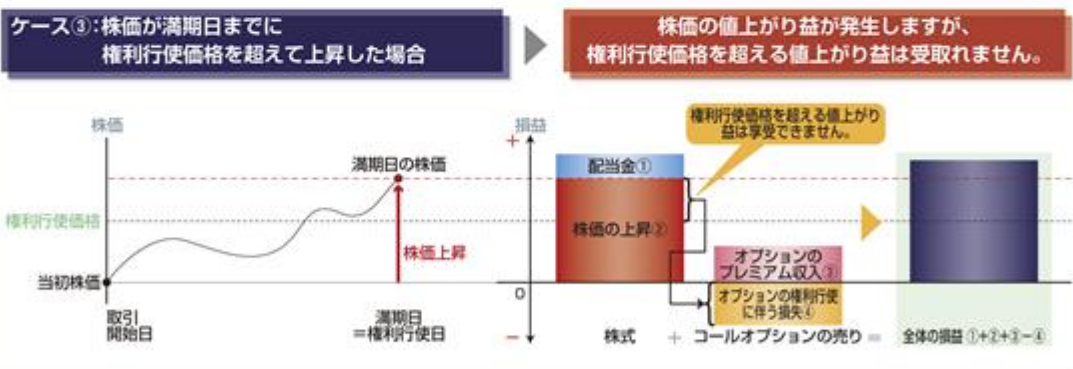 ケース③:株価が満期日までに
権利行使価格を超えて上昇した場合
株価の値上がり益が発生しますが、
権利行使価格を超える値上がり益は受取れません。
株価
満期日の株価
権利行使価格
株価上昇
当初株価
取引
開始日
満期日
=権利行使日
損益
+
0
−
権利行使価格を超える値上がり
益は享受できません。
配当金①
株価の上昇②
オプションの
プレミアム収入③
オプションの権利行使
に伴う損失④
株式 + コールオプションの売り = 全体の損益 ①+②+③−④